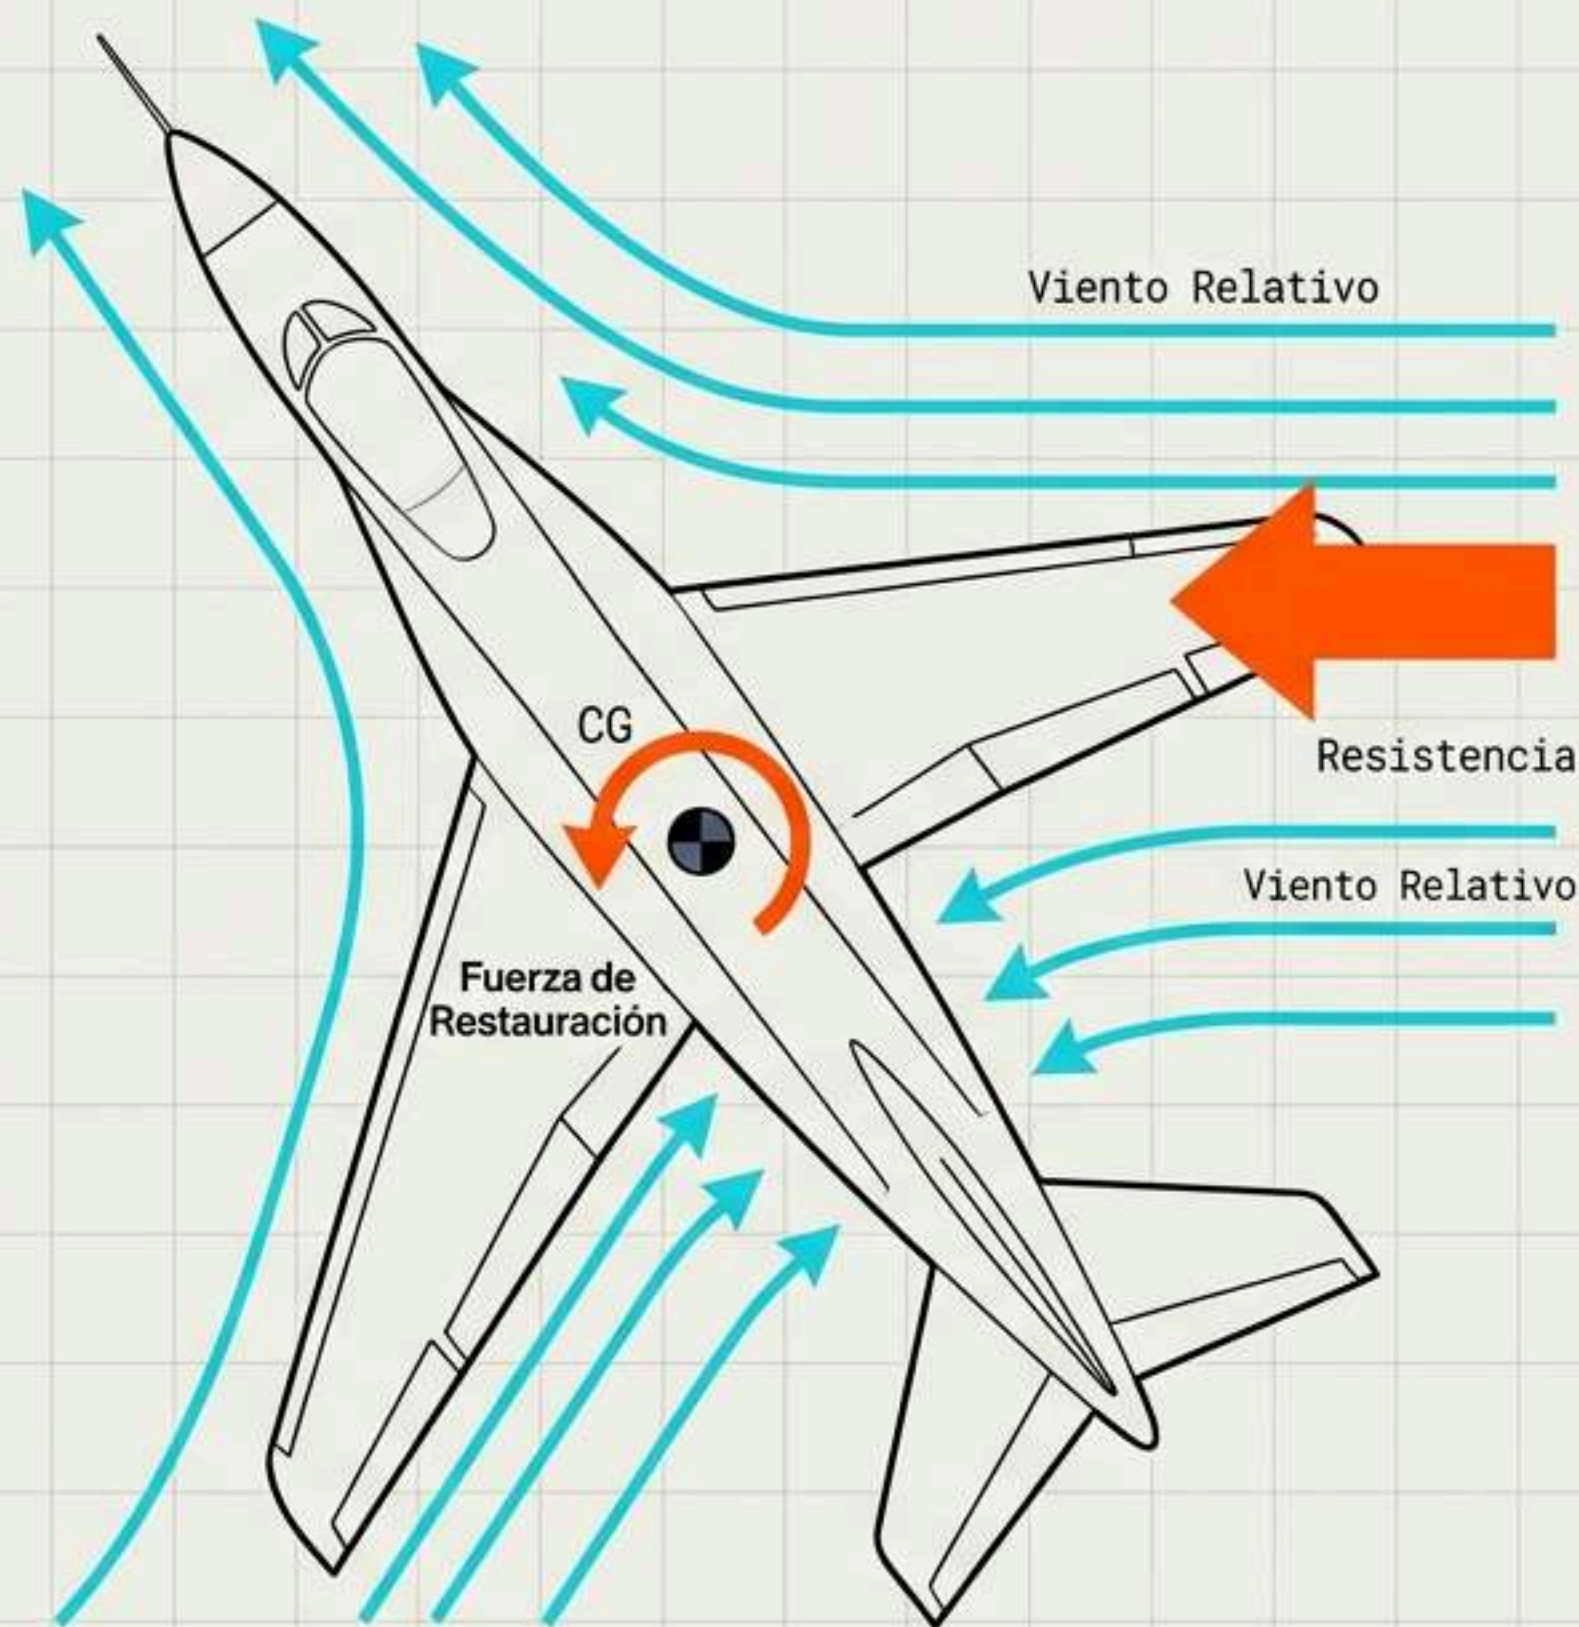 Viento Relativo
CG
Resistencia
Viento Relativo
Fuerza de
Restauración